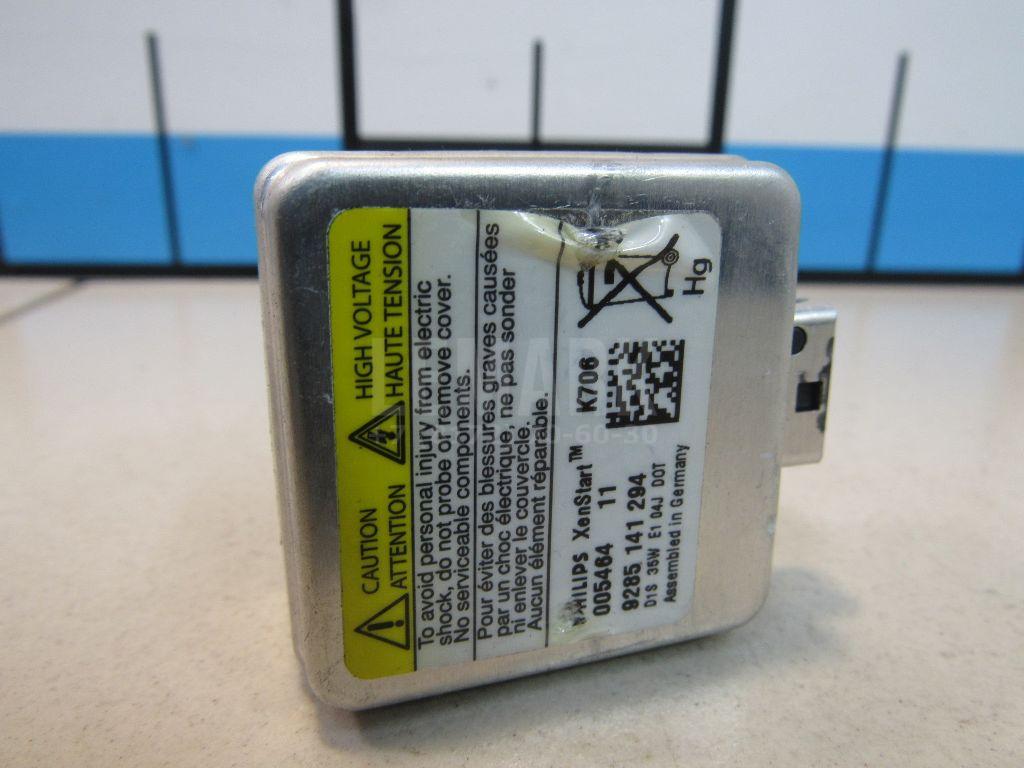 CAUTION HIGH VOLTAGE
ATTENTION HAUTE TENSION
To avoid personal injury from electric
shock, do not probe or remove cover.
No serviceable components.
Pour éviter des blessures graves causées
par un choc électrique, ne pas sonder
ni enlever le couvercle.
Aucun élément réparable.
PHILIPS XenStart™
005464 11 K706
9285 141 294
D1S 35W E1 04J DOT
Assembled in Germany
Hg